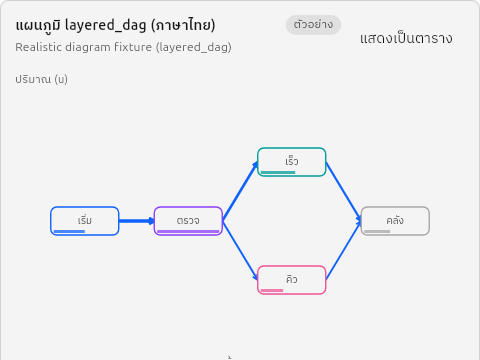 แผนภูมิ layered_dag (ภาษาไทย)
ตัวอย่าง
แสดงเป็นตาราง
Realistic diagram fixture (layered_dag)
ปริมาณ (น)
เร็ว
เริ่ม
ตรวจ
คลัง
คิว